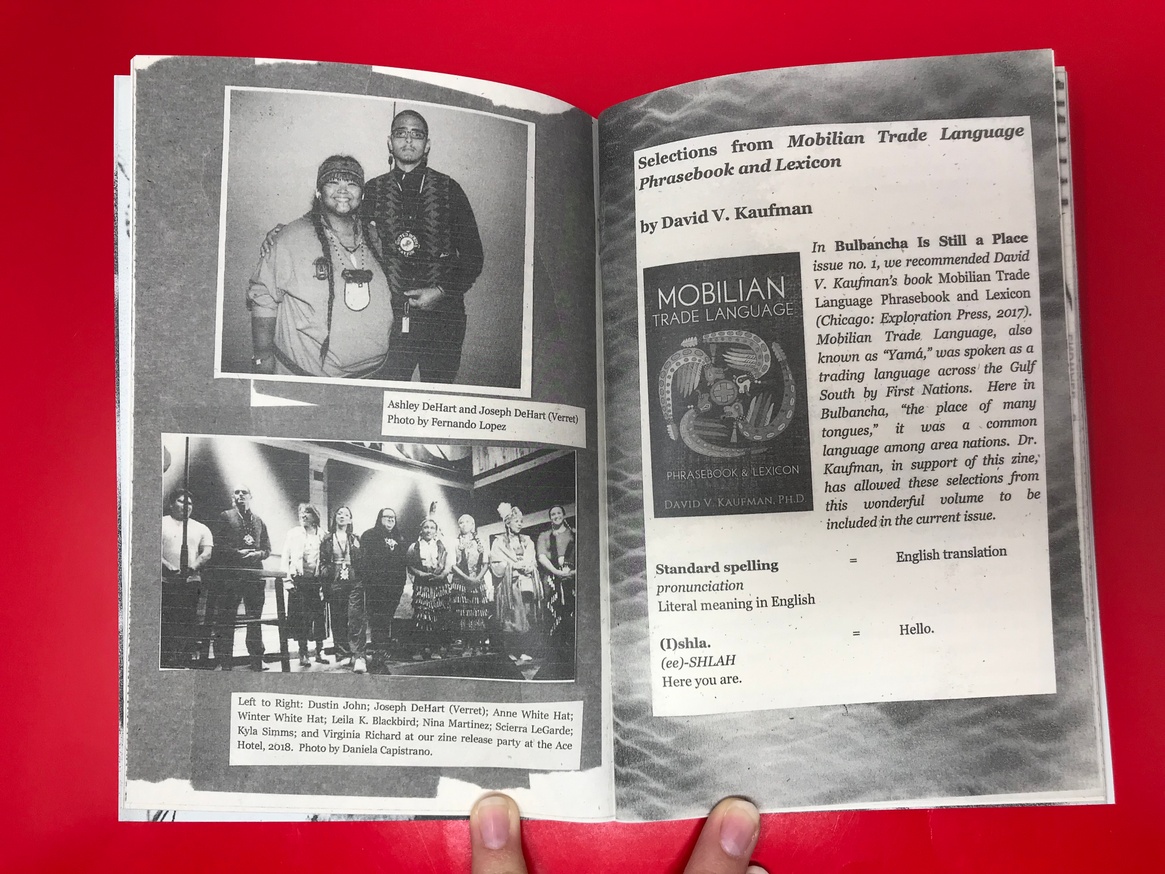 Ashley DeHart and Joseph DeHart (Verret)
Photo by Fernando Lopez
Left to Right: Dustin John; Joseph DeHart (Verret); Anne White Hat;
Winter White Hat; Leila K. Blackbird; Nina Martinez; Scierra LeGarde;
Kyla Simms; and Virginia Richard at our zine release party at the Ace
Hotel, 2018. Photo by Daniela Capistrano.
Selections from Mobilian Trade Language
Phrasebook and Lexicon
by David V. Kaufman
MOBILIAN
TRADE LANGUAGE
PHRASEBOOK & LEXICON
DAVID V. KAUFMAN, PH.D.
In Bulbancha Is Still a Place
issue no. 1, we recommended David
V. Kaufman's book Mobilian Trade
Language Phrasebook and Lexicon
(Chicago: Exploration Press, 2017).
Mobilian Trade Language, also
known as “Yamá,” was spoken as a
trading language across the Gulf
South by First Nations. Here in
Bulbancha, “the place of many
tongues,” it was a common
language among area nations. Dr.
Kaufman, in support of this zine,
has allowed these selections from
this wonderful volume to be
included in the current issue.
Standard spelling = English translation
pronunciation
Literal meaning in English
(I)shla. = Hello.
(ee)-SHLAH
Here you are.